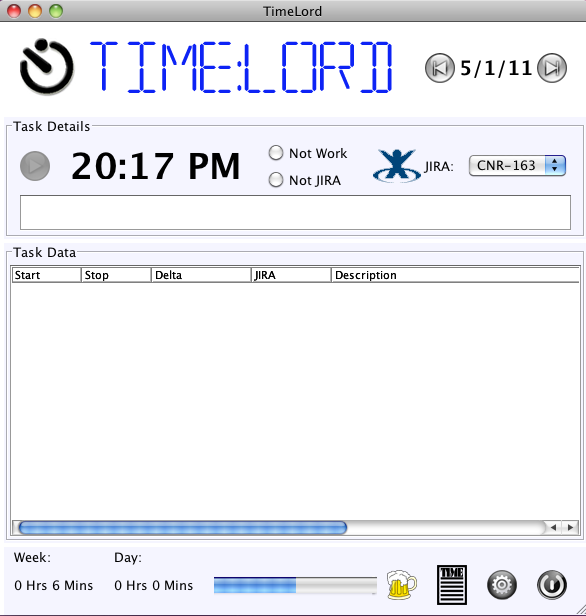 TimeLord
TIME:LORD
5/1/11
Task Details
20:17 PM
Not Work
Not JIRA
JIRA:
CNR-163
Task Data
Start Stop Delta JIRA Description
Week: Day:
0 Hrs 6 Mins 0 Hrs 0 Mins
TIME